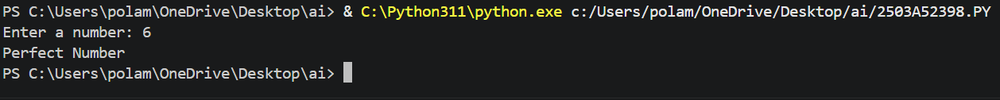 PS C:\Users\polam\OneDrive\Desktop\ai> & C:\Python311\python.exe c:/Users/polam/OneDrive/Desktop/ai/2503A52398.PY
Enter a number: 6
Perfect Number
PS C:\Users\polam\OneDrive\Desktop\ai>